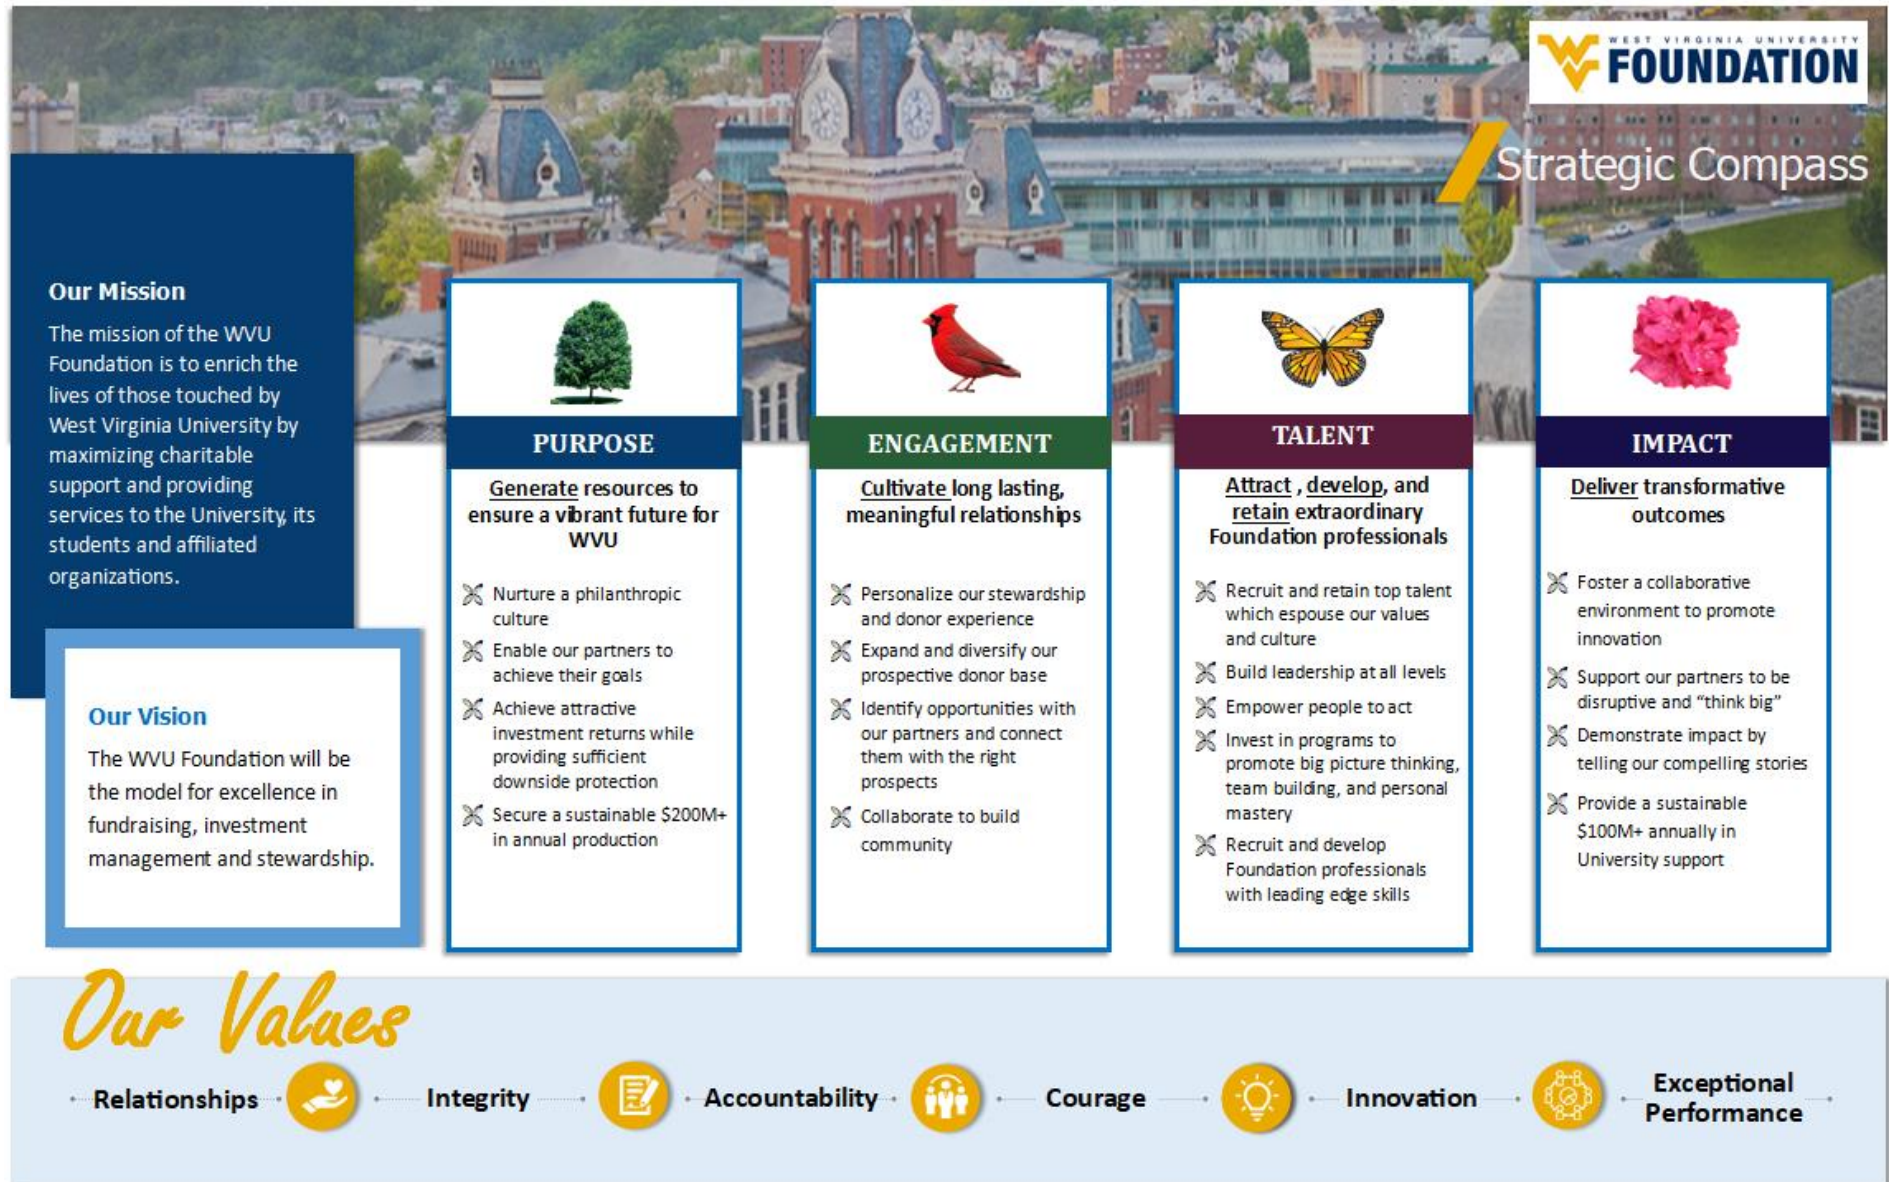 WEST VIRGINIA UNIVERSITY
FOUNDATION
Strategic Compass
Our Mission
The mission of the WVU
Foundation is to enrich the
lives of those touched by
West Virginia University by
maximizing charitable
support and providing
services to the University, its
students and affiliated
organizations.
Our Vision
The WVU Foundation will be
the model for excellence in
fundraising, investment
management and stewardship.
PURPOSE
Generate resources to
ensure a vibrant future for
WVU
Nurture a philanthropic
culture
Enable our partners to
achieve their goals
Achieve attractive
investment returns while
providing sufficient
downside protection
Secure a sustainable $200M+
in annual production
ENGAGEMENT
Cultivate long lasting,
meaningful relationships
Personalize our stewardship
and donor experience
Expand and diversify our
prospective donor base
Identify opportunities with
our partners and connect
them with the right
prospects
Collaborate to build
community
TALENT
Attract , develop, and
retain extraordinary
Foundation professionals
Recruit and retain top talent
which espouse our values
and culture
Build leadership at all levels
Empower people to act
Invest in programs to
promote big picture thinking,
team building, and personal
mastery
Recruit and develop
Foundation professionals
with leading edge skills
IMPACT
Deliver transformative
outcomes
Foster a collaborative
environment to promote
innovation
Support our partners to be
disruptive and “think big”
Demonstrate impact by
telling our compelling stories
Provide a sustainable
$100M+ annually in
University support
Our Values
Relationships
Integrity
Accountability
Courage
Innovation
Exceptional
Performance